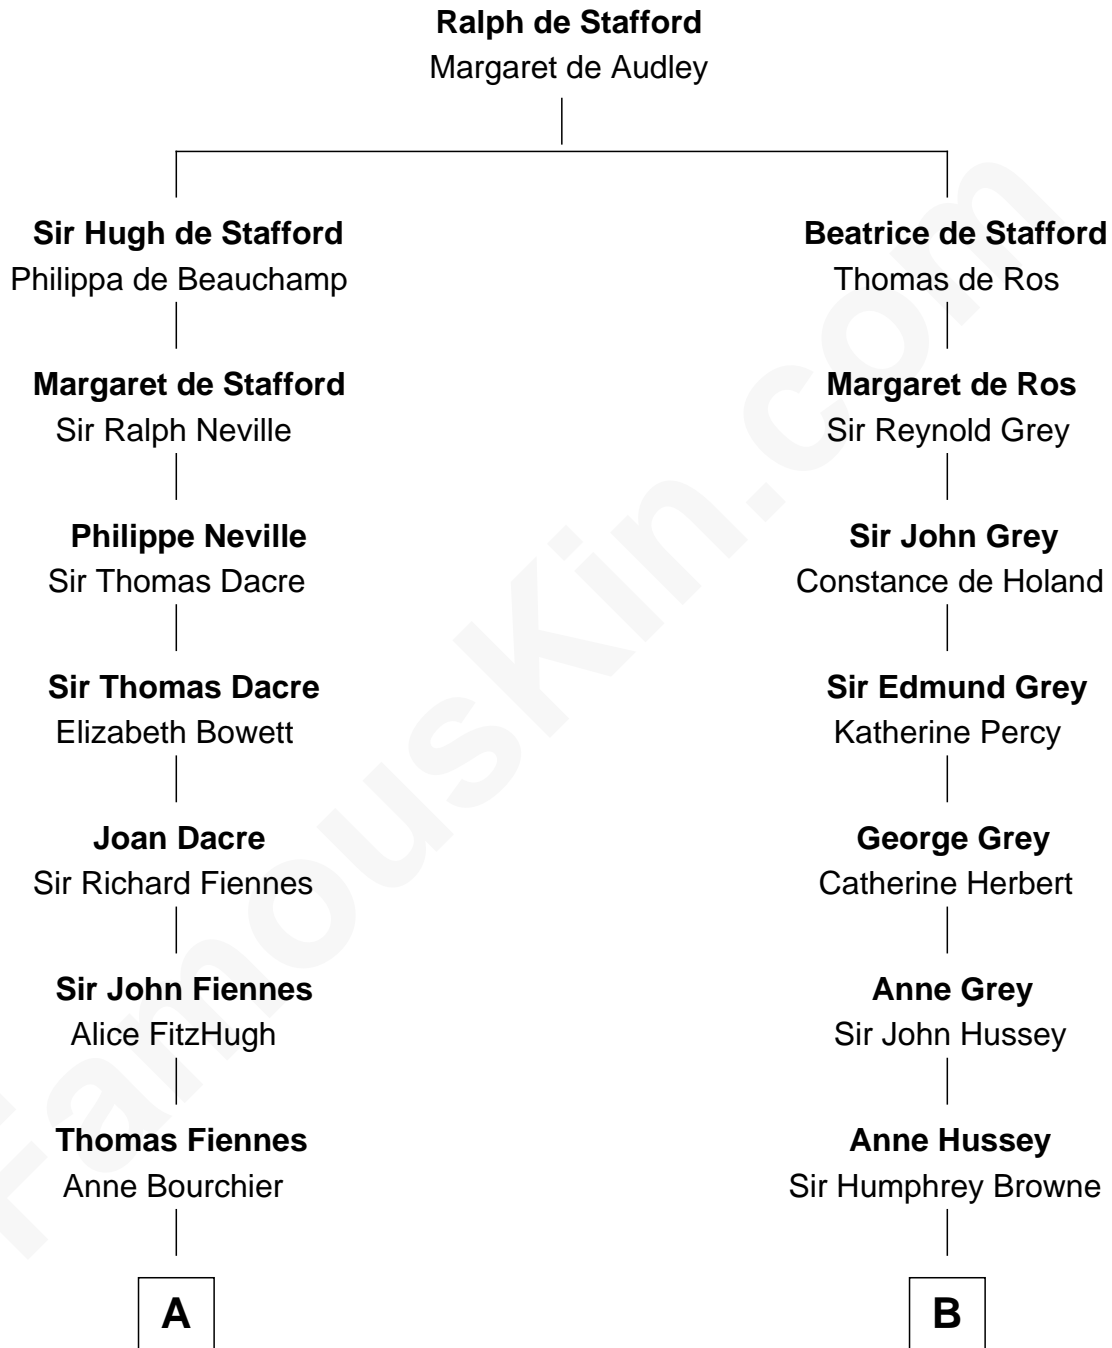 Ralph de Stafford
Margaret de Audley
Sir Hugh de Stafford
Philippa de Beauchamp
Margaret de Stafford
Sir Ralph Neville
Philippe Neville
Sir Thomas Dacre
Sir Thomas Dacre
Elizabeth Bowett
Joan Dacre
Sir Richard Fiennes
Sir John Fiennes
Alice FitzHugh
Thomas Fiennes
Anne Bourchier
A
Beatrice de Stafford
Thomas de Ros
Margaret de Ros
Sir Reynold Grey
Sir John Grey
Constance de Holand
Sir Edmund Grey
Katherine Percy
George Grey
Catherine Herbert
Anne Grey
Sir John Hussey
Anne Hussey
Sir Humphrey Browne
B
FamousKin.com